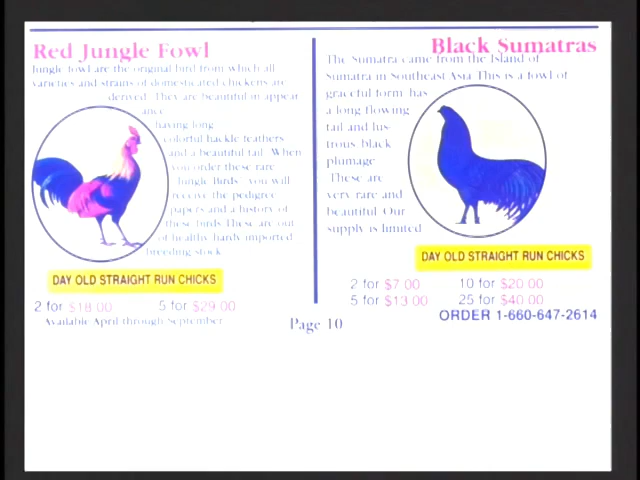 Red Jungle Fowl
Jungle fowl are the original bird from which all
varieties and strains of domesticated chickens are
derived. They are beautiful in appear
ance
having long
colorful hackle feathers
and a beautiful tail. When
you order these rare
Jungle Birds, you will
receive the pedigree
papers and a history of
these birds These are out
of healthy hardy imported
breeding stock
DAY OLD STRAIGHT RUN CHICKS
2 for $18.00 5 for $29.00
Available April through September
Black Sumatras
The Sumatra came from the Island of
Sumatra in Southeast Asia This is a fowl of
graceful form has
a long flowing
tail and lus-
trous black
plumage
These are
very rare and
beautiful Our
supply is limited
DAY OLD STRAIGHT RUN CHICKS
2 for $7.00 10 for $20.00
5 for $13.00 25 for $40.00
ORDER 1-660-647-2614
Page 10